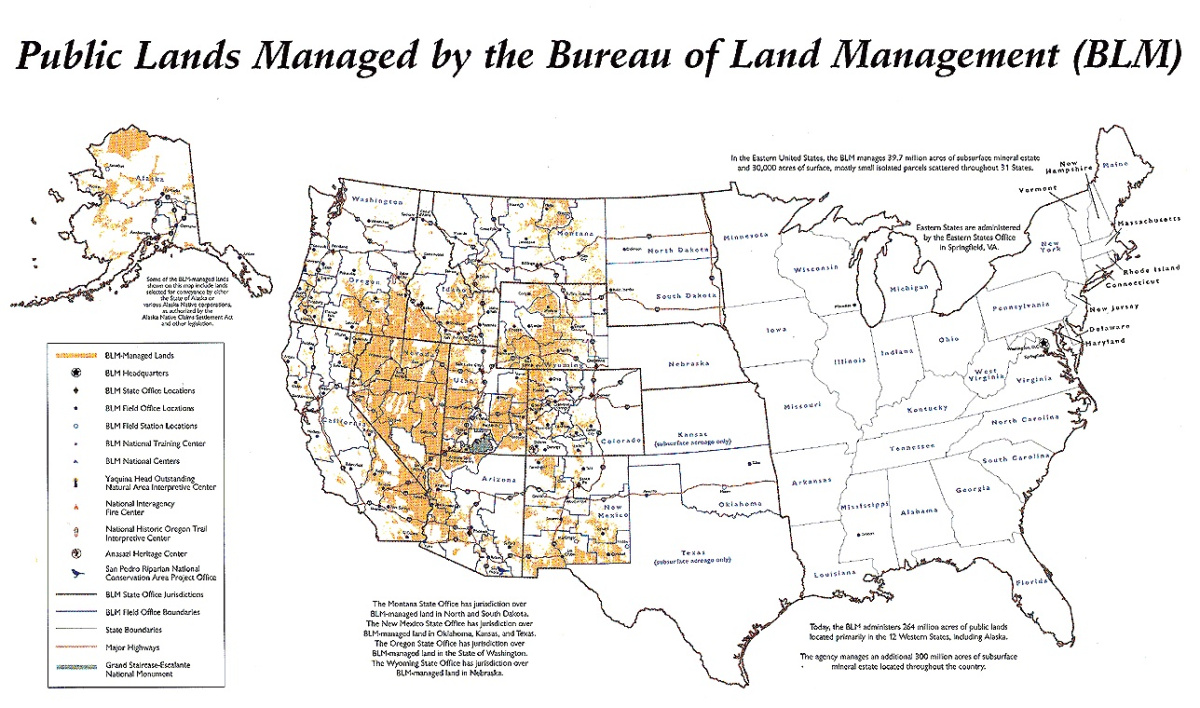 Public Lands Managed by the Bureau of Land Management (BLM)
In the Eastern United States, the BLM manages 39.7 million acres of subsurface mineral estate
and 30,000 acres of surface, mostly small isolated parcels scattered throughout 31 States.
Eastern States are administered
by the Eastern States Office
in Springfield, VA.
Alaska
Some of the BLM-managed lands
shown on this map include lands
selected for conveyance by either
the State of Alaska or
various Alaska Native corporations,
as authorized by the
Alaska Native Claims Settlement Act
and other legislation.
Washington
Oregon
Idaho
Montana
Wyoming
Nevada
Utah
California
Colorado
Arizona
New
Mexico
North Dakota
South Dakota
Nebraska
Kansas
(subsurface acreage only)
Oklahoma
Texas
(subsurface acreage only)
Minnesota
Iowa
Missouri
Arkansas
Louisiana
Wisconsin
Illinois
Michigan
Indiana
Ohio
Kentucky
Tennessee
Mississippi
Alabama
Georgia
Florida
South Carolina
North Carolina
Virginia
West
Virginia
Pennsylvania
New
York
Vermont
New
Hampshire
Maine
Massachusetts
Rhode Island
Connecticut
New Jersey
Delaware
Maryland
BLM-Managed Lands
BLM Headquarters
BLM State Office Locations
BLM Field Office Locations
BLM Field Station Locations
BLM National Training Center
BLM National Centers
Yaquina Head Outstanding
Natural Area Interpretive Center
National Interagency
Fire Center
National Historic Oregon Trail
Interpretive Center
Anasazi Heritage Center
San Pedro Riparian National
Conservation Area Project Office
BLM State Office Jurisdictions
BLM Field Office Boundaries
State Boundaries
Major Highways
Grand Staircase-Escalante
National Monument
The Montana State Office has jurisdiction over
BLM-managed land in North and South Dakota.
The New Mexico State Office has jurisdiction over
BLM-managed land in Oklahoma, Kansas, and Texas.
The Oregon State Office has jurisdiction over
BLM-managed land in the State of Washington.
The Wyoming State Office has jurisdiction over
BLM-managed land in Nebraska.
Today, the BLM administers 264 million acres of public lands
located primarily in the 12 Western States, including Alaska.
The agency manages an additional 300 million acres of subsurface
mineral estate located throughout the country.